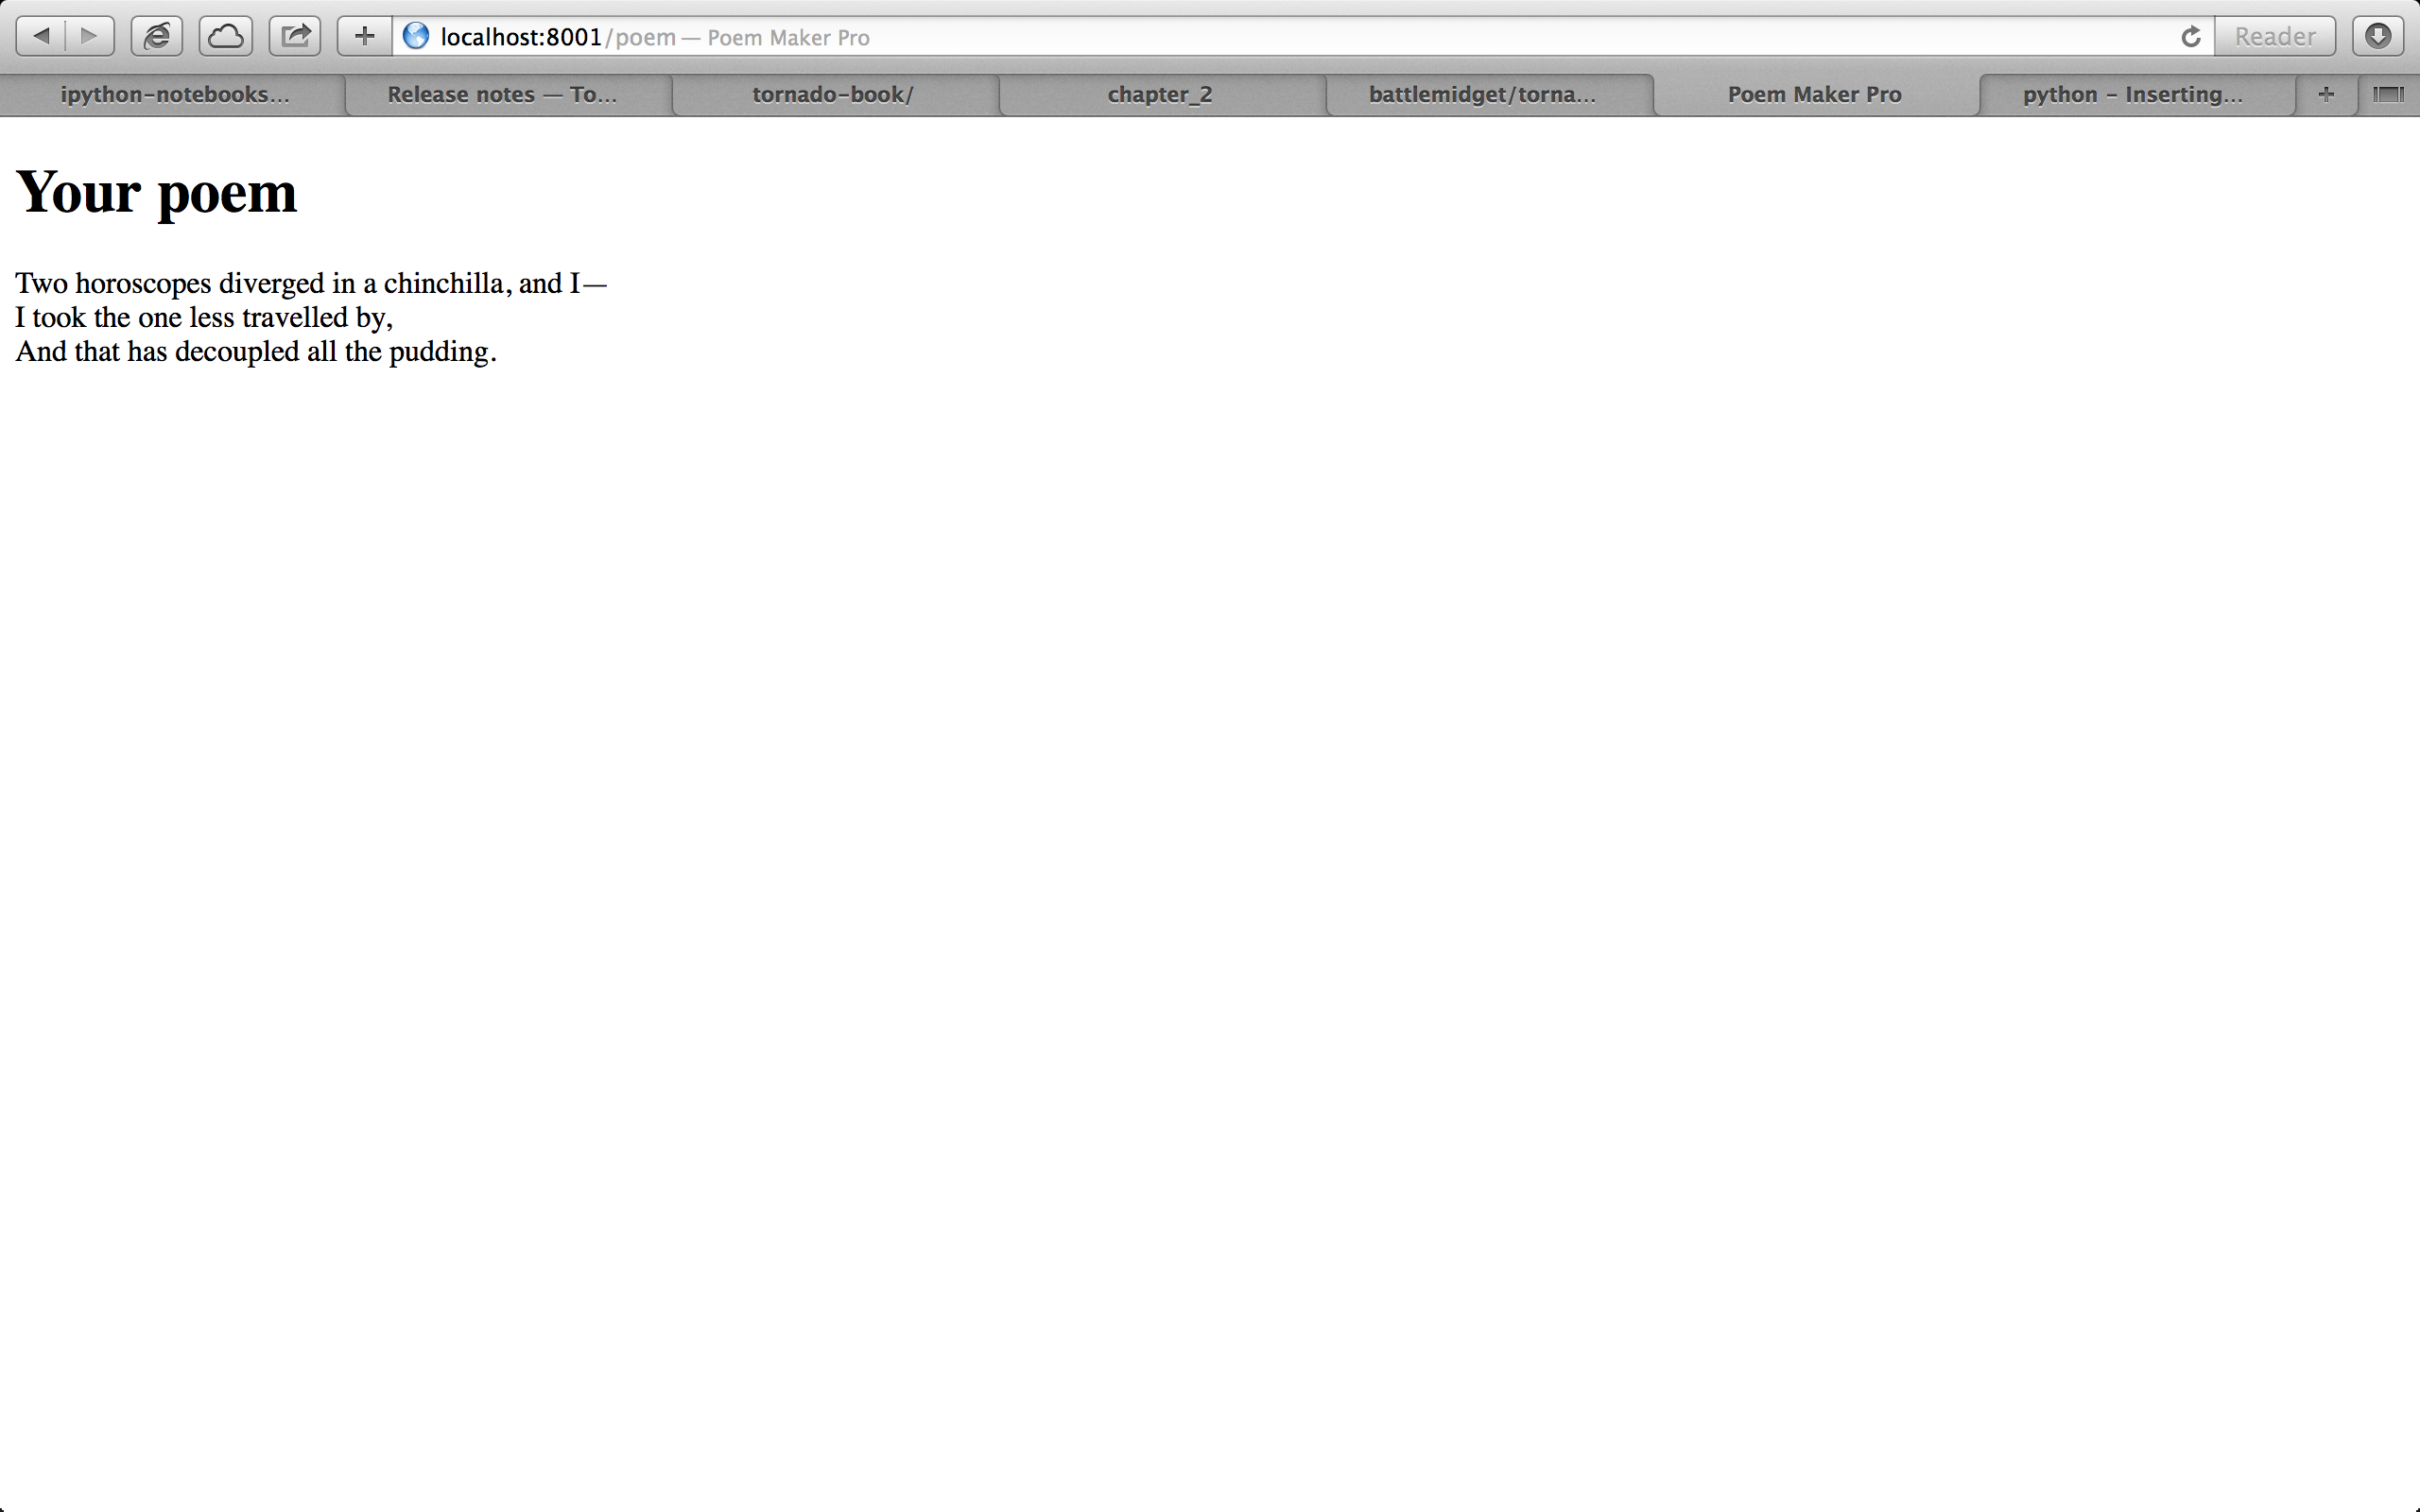 localhost:8001/poem — Poem Maker Pro
Reader
ipython-notebooks...
Release notes — To...
tornado-book/
chapter_2
battlemidget/torna...
Poem Maker Pro
python - Inserting...
Your poem
Two horoscopes diverged in a chinchilla, and I—
I took the one less travelled by,
And that has decoupled all the pudding.